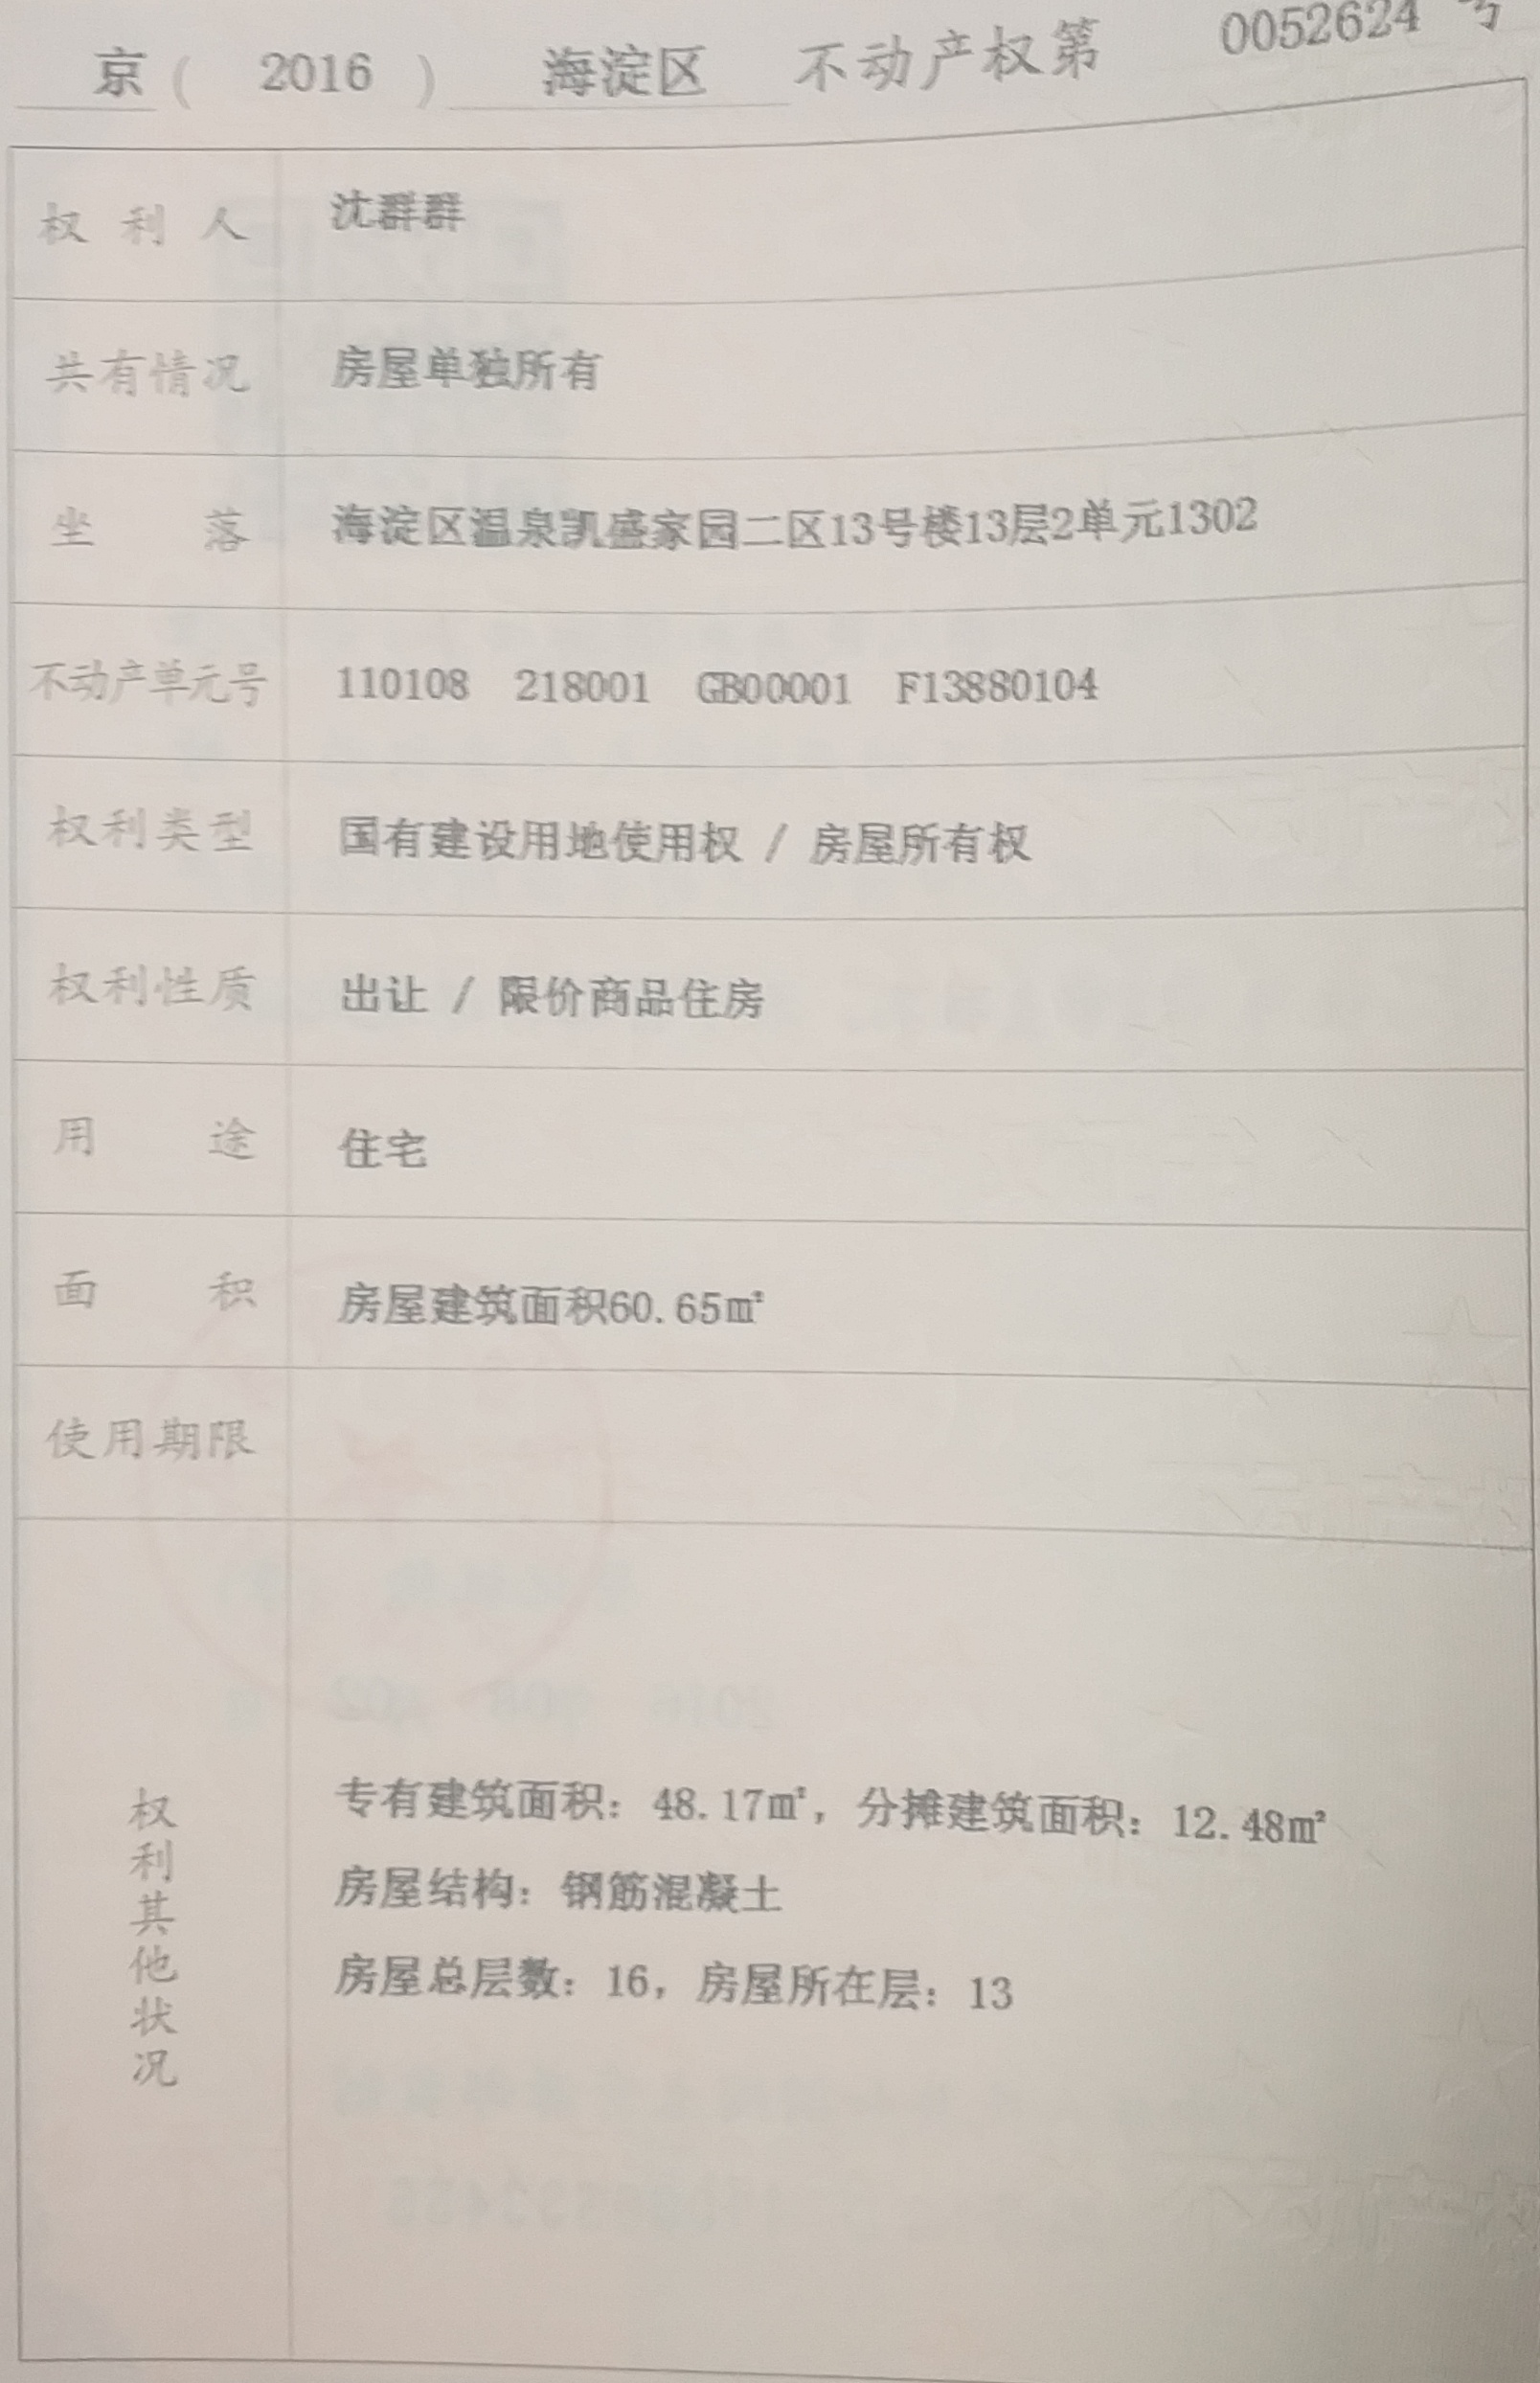 京（ 2016 ） 海淀区 不动产权第 0052624 号
权利人 沈群群
共有情况 房屋单独所有
坐落 海淀区温泉凯盛家园二区13号楼13层2单元1302
不动产单元号 110108 218001 GB00001 F13880104
权利类型 国有建设用地使用权 / 房屋所有权
权利性质 出让 / 限价商品住房
用途 住宅
面积 房屋建筑面积60.65㎡
使用期限
权利其他状况
专有建筑面积：48.17㎡，分摊建筑面积：12.48㎡
房屋结构：钢筋混凝土
房屋总层数：16，房屋所在层：13